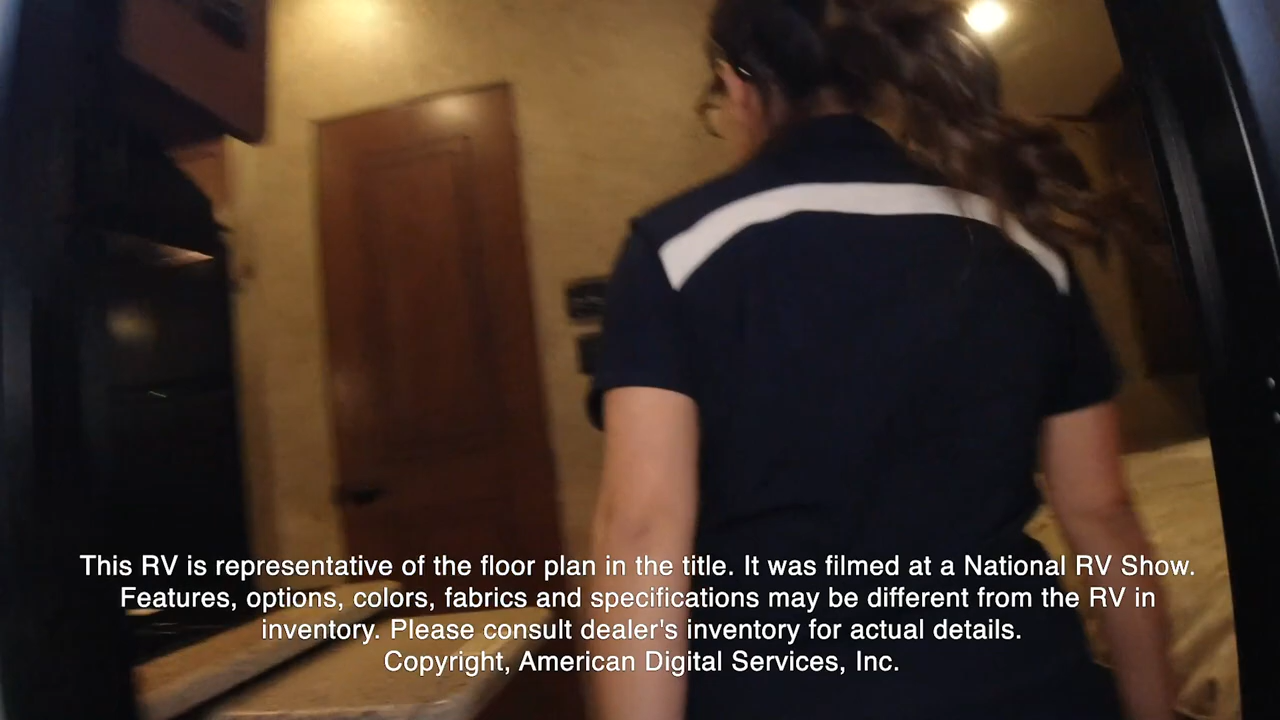 This RV is representative of the floor plan in the title. It was filmed at a National RV Show.
Features, options, colors, fabrics and specifications may be different from the RV in
inventory. Please consult dealer's inventory for actual details.
Copyright, American Digital Services, Inc.